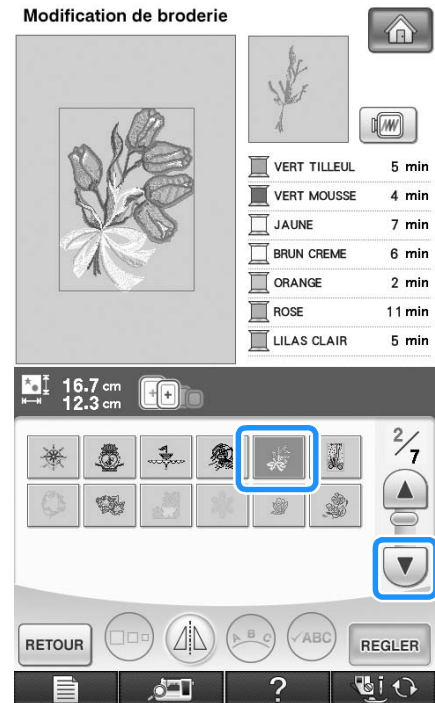 Modification de broderie
VERT TILLEUL 5 min
VERT MOUSSE 4 min
JAUNE 7 min
BRUN CREME 6 min
ORANGE 2 min
ROSE 11 min
LILAS CLAIR 5 min
16.7 cm
12.3 cm
2/7
RETOUR
A B C
✓ABC
REGLER
?